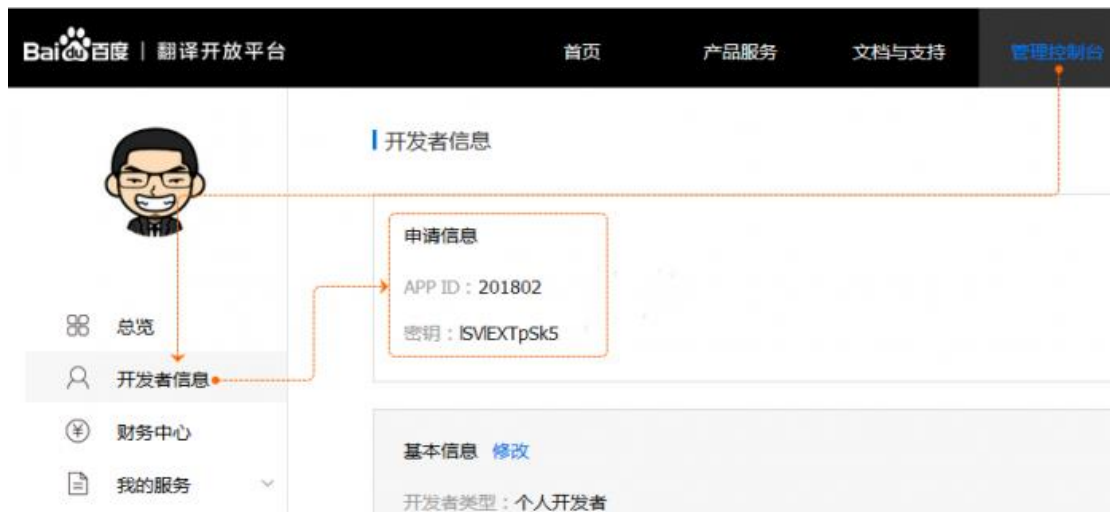 Bai du 百度 | 翻译开放平台 首页 产品服务 文档与支持 管理控制台
开发者信息
申请信息
APP ID：201802
密钥：lSVlEXTpSk5
总览
开发者信息
财务中心
我的服务
基本信息 修改
开发者类型：个人开发者